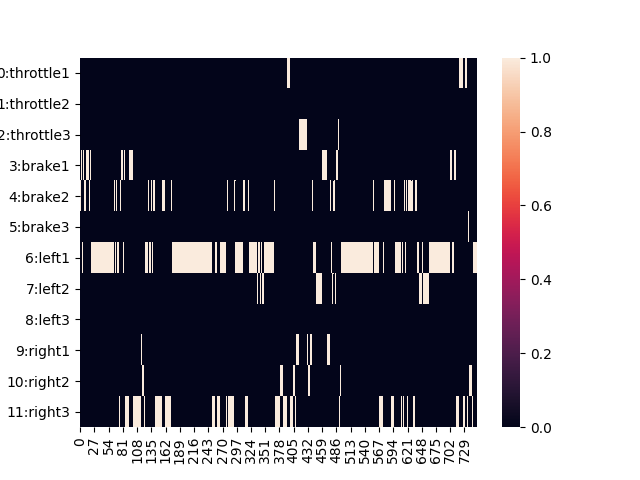 0:throttle1
1:throttle2
2:throttle3
3:brake1
4:brake2
5:brake3
6:left1
7:left2
8:left3
9:right1
10:right2
11:right3
0 27 54 81 108 135 162 189 216 243 270 297 324 351 378 405 432 459 486 513 540 567 594 621 648 675 702 729
1.0
0.8
0.6
0.4
0.2
0.0